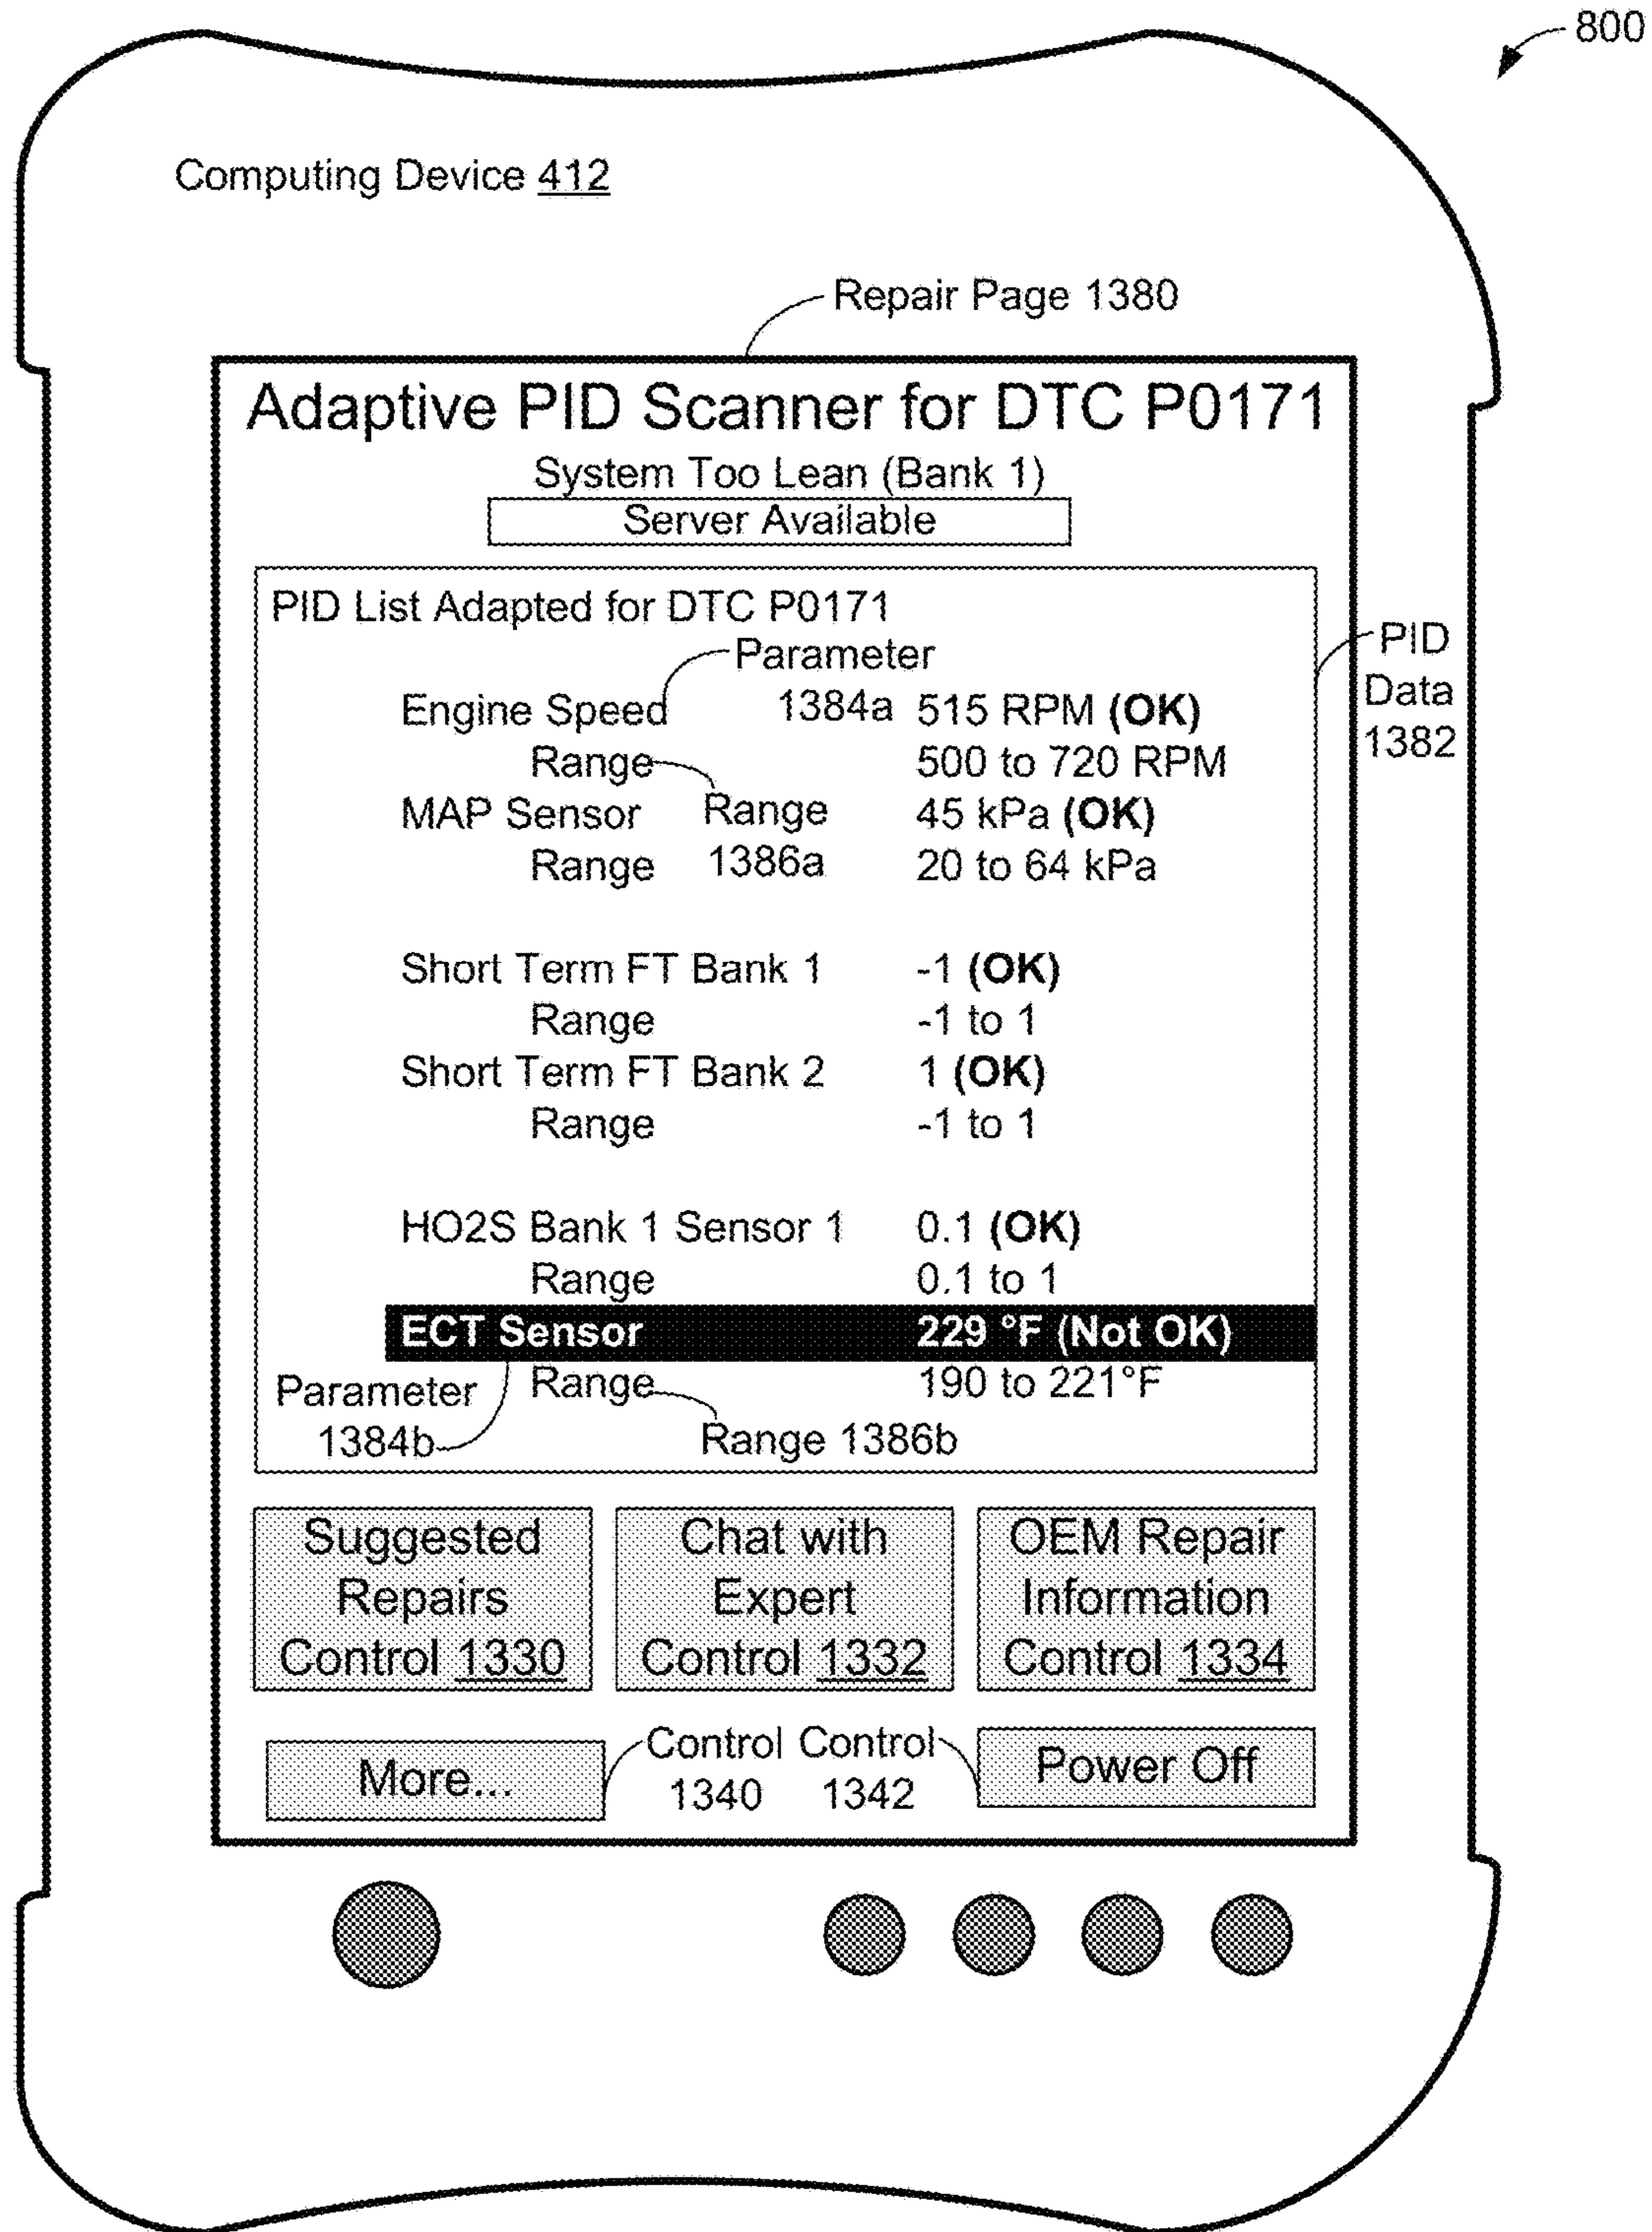 800
Computing Device 412
Repair Page 1380
Adaptive PID Scanner for DTC P0171
System Too Lean (Bank 1)
Server Available
PID List Adapted for DTC P0171
Parameter
1384a
Engine Speed 515 RPM (OK)
Range 500 to 720 RPM
PID
Data
1382
MAP Sensor 45 kPa (OK)
Range
1386a
Range 20 to 64 kPa
Short Term FT Bank 1 -1 (OK)
Range -1 to 1
Short Term FT Bank 2 1 (OK)
Range -1 to 1
HO2S Bank 1 Sensor 1 0.1 (OK)
Range 0.1 to 1
ECT Sensor 229 °F (Not OK)
Range 190 to 221°F
Parameter
1384b
Range 1386b
Suggested
Repairs
Control 1330
Chat with
Expert
Control 1332
OEM Repair
Information
Control 1334
More...
Control
1340
Control
1342
Power Off